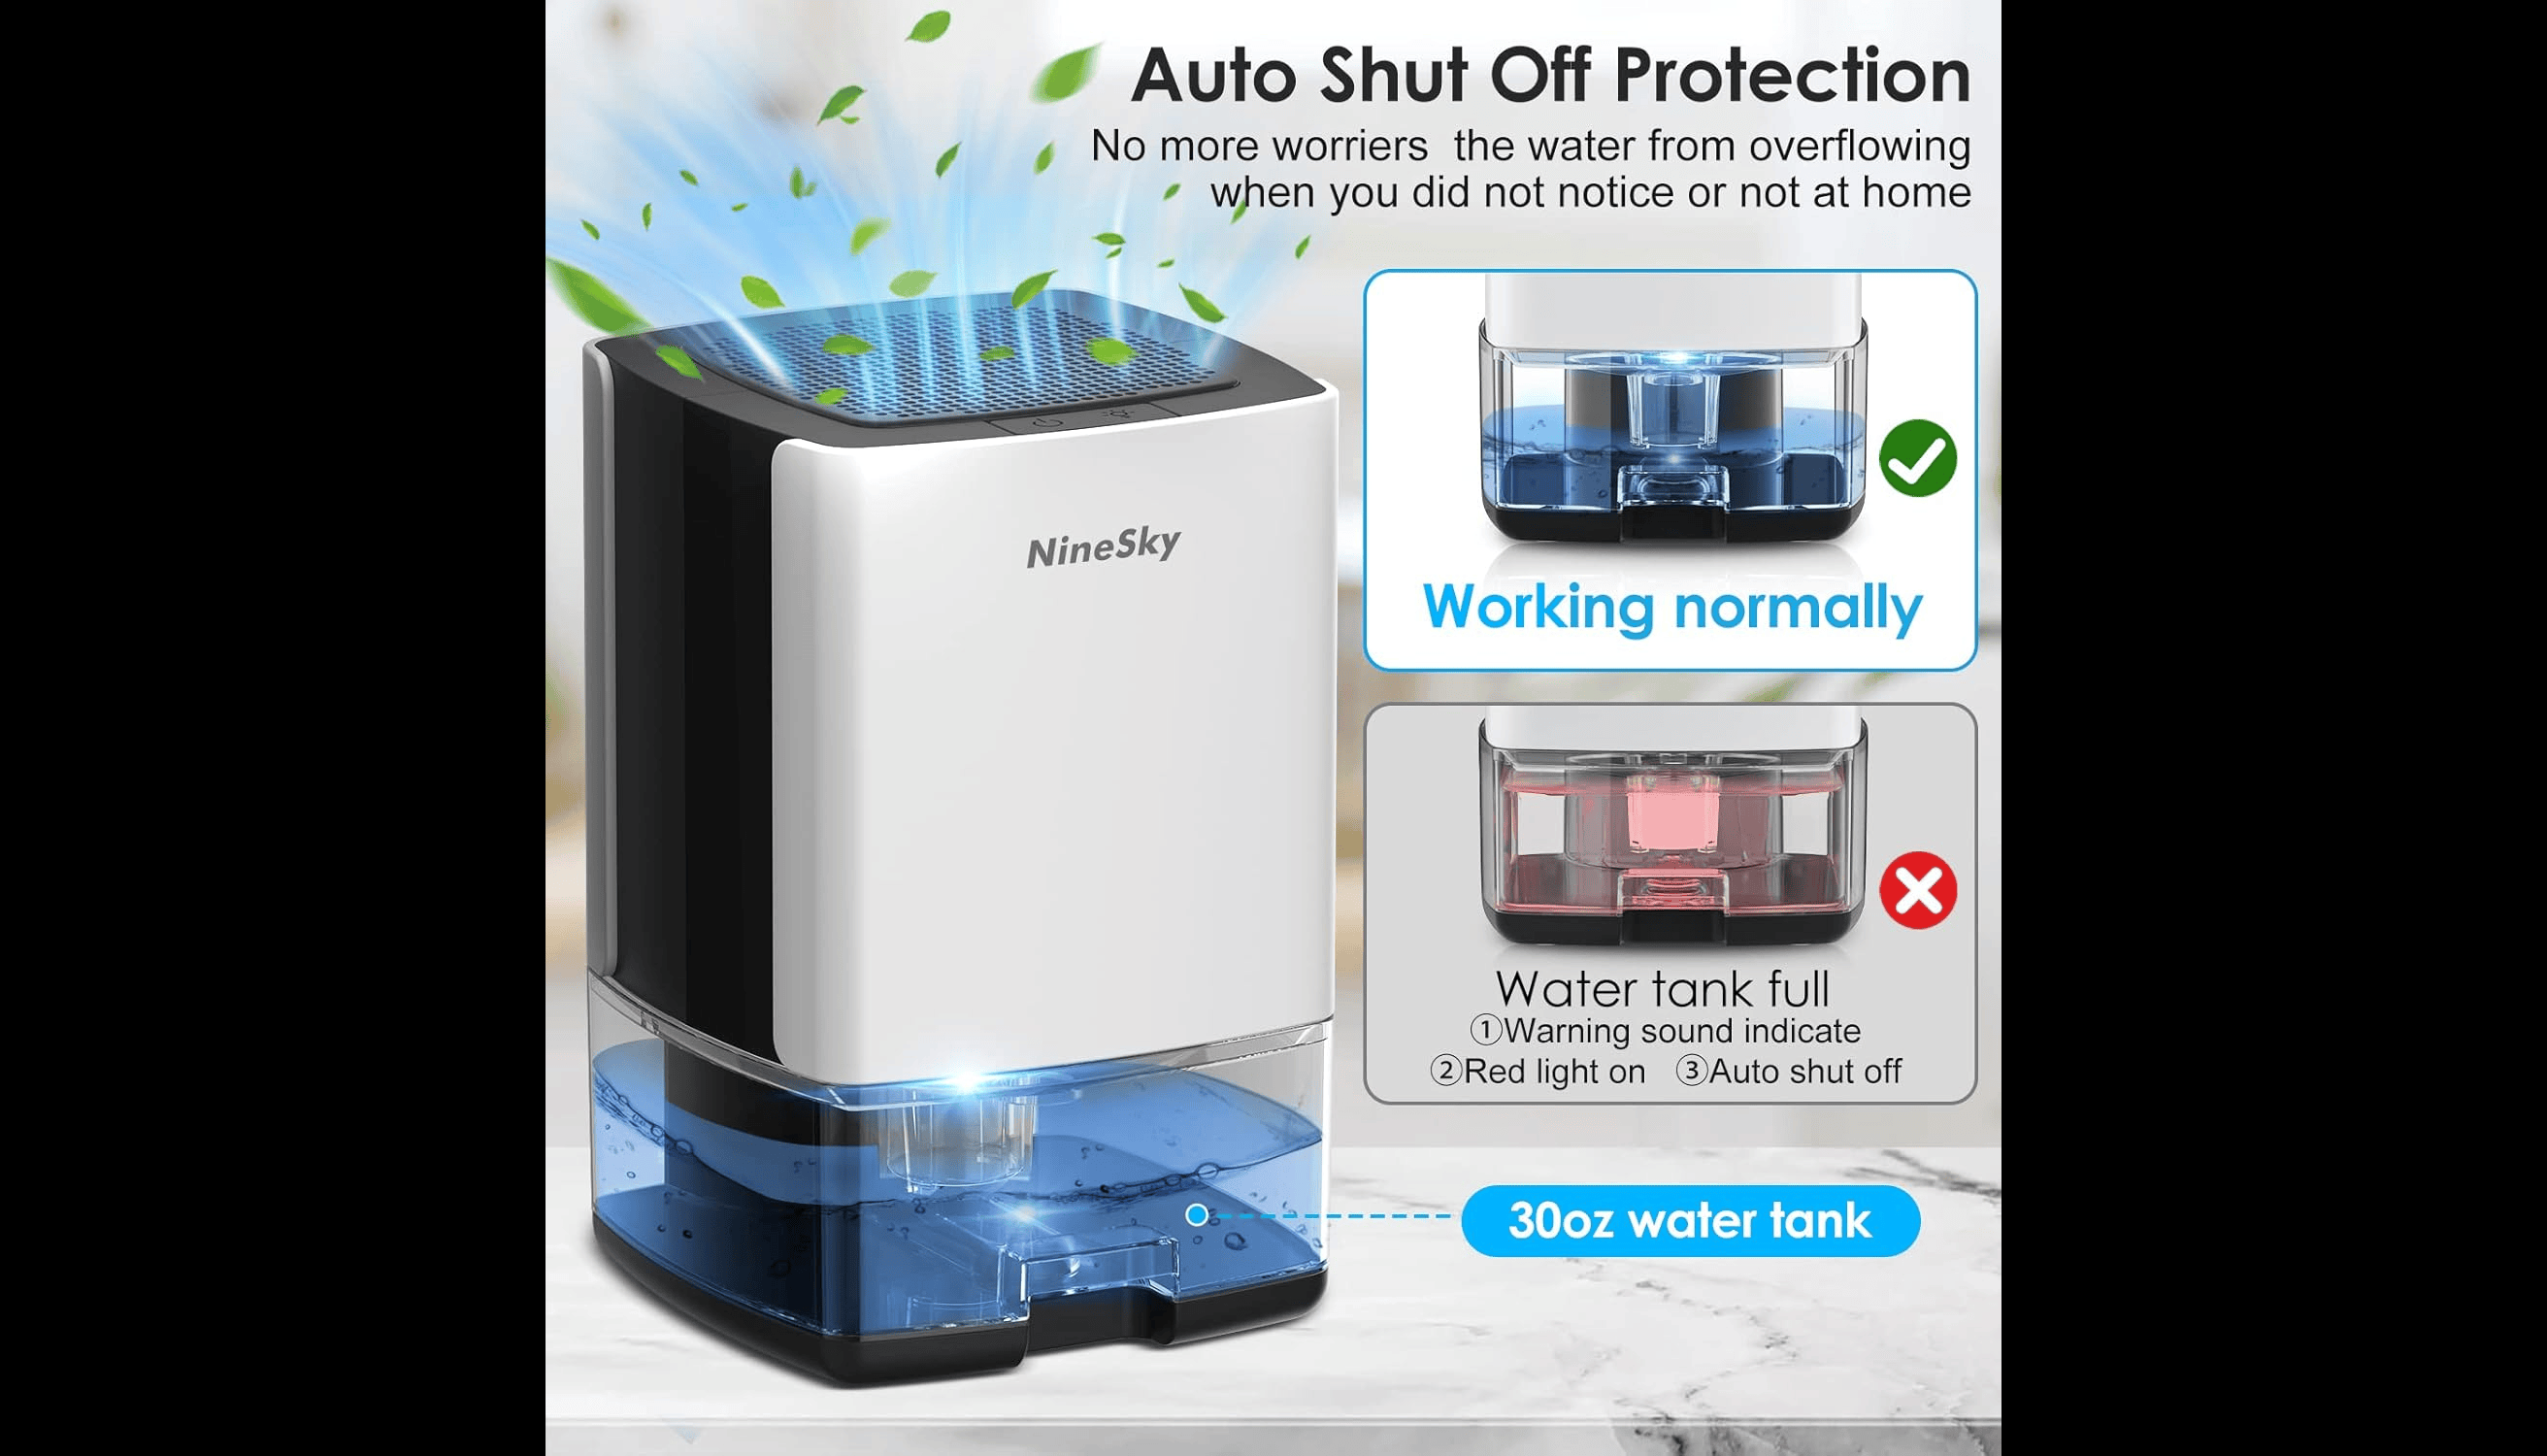 Auto Shut Off Protection
No more worriers the water from overflowing
when you did not notice or not at home
NineSky
Working normally
Water tank full
①Warning sound indicate
②Red light on ③Auto shut off
30oz water tank